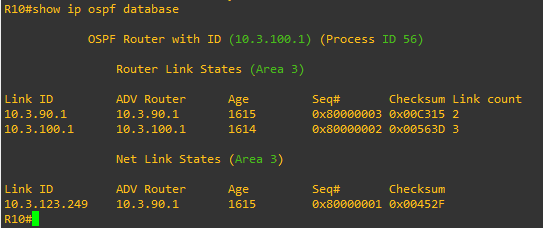 R10#show ip ospf database
OSPF Router with ID (10.3.100.1) (Process ID 56)
Router Link States (Area 3)
Link ID ADV Router Age Seq# Checksum Link count
10.3.90.1 10.3.90.1 1615 0x80000003 0x00C315 2
10.3.100.1 10.3.100.1 1614 0x80000002 0x00563D 3
Net Link States (Area 3)
Link ID ADV Router Age Seq# Checksum
10.3.123.249 10.3.90.1 1615 0x80000001 0x00452F
R10#